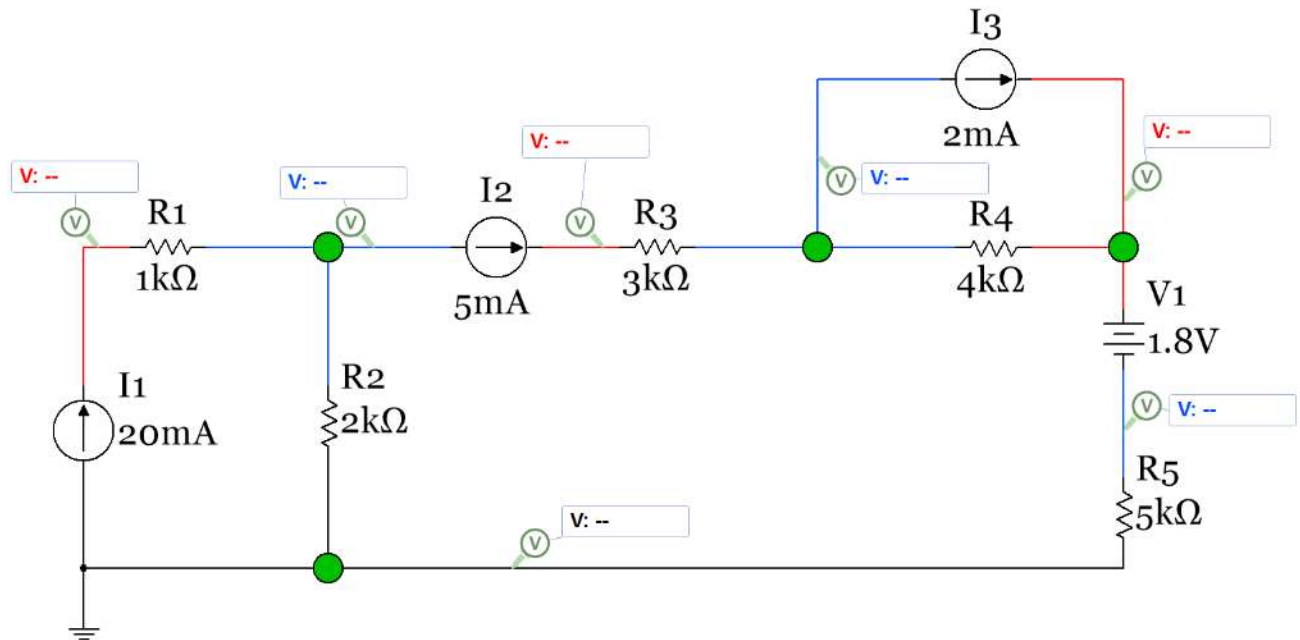 I3
2mA
V: --
V: --
V: --
V: --
V: --
I2
R1
R3
R4
1kΩ
5mA
3kΩ
4kΩ
V1
1.8V
I1
20mA
R2
2kΩ
V: --
R5
5kΩ
V: --
V
V
V
V
V
V
V